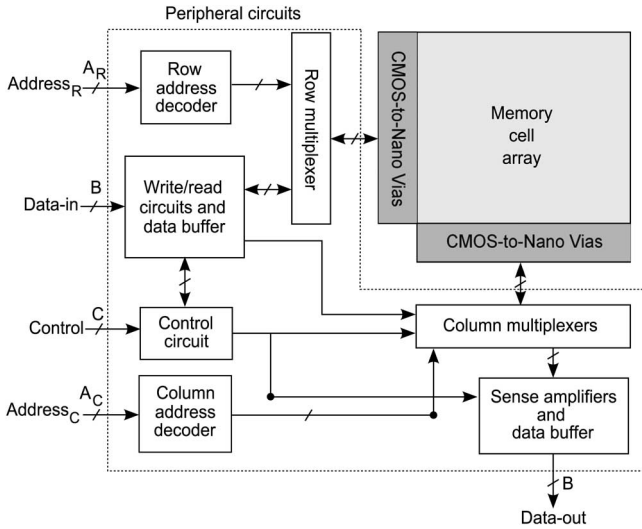 Peripheral circuits
Address_R
A_R
Row
address
decoder
Row multiplexer
CMOS-to-Nano Vias
Memory
cell
array
Data-in
B
Write/read
circuits and
data buffer
CMOS-to-Nano Vias
Control
C
Control
circuit
Column multiplexers
Address_C
A_C
Column
address
decoder
Sense amplifiers
and
data buffer
B
Data-out